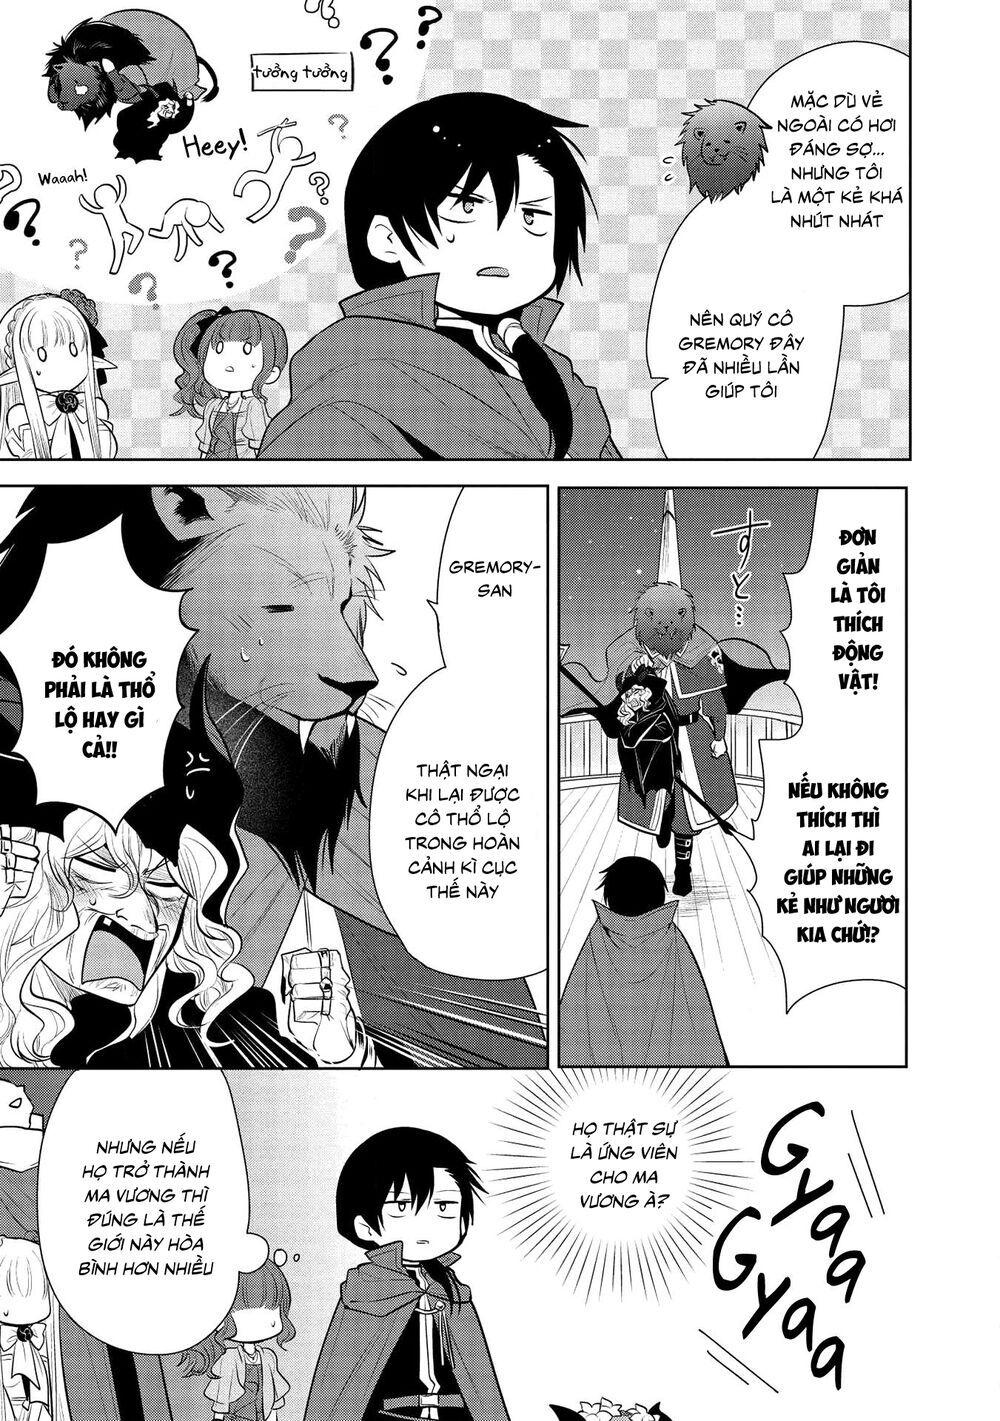 MẶC DÙ VẺ
NGOÀI CÓ HƠI
ĐÁNG SỢ...
NHƯNG TÔI
LÀ MỘT KẺ KHÁ
NHÚT NHÁT
NÊN QUÝ CÔ
GREMORY ĐÂY
ĐÃ NHIỀU LẦN
GIÚP TÔI
tưởng tưởng
Heey!
Waaah!
ĐƠN
GIẢN
LÀ TÔI
THÍCH
ĐỘNG
VẬT!
すと…
NẾU KHÔNG
THÍCH THÌ
AI LẠI ĐI
GIÚP NHỮNG
KẺ NHƯ NGƯƠI
KIA CHỨ!?
GREMORY-
SAN
THẬT NGẠI
KHI LẠI ĐƯỢC
CÔ THỔ LỘ
TRONG HOÀN
CẢNH KÌ CỤC
THẾ NÀY
ĐÓ KHÔNG
PHẢI LÀ THỔ
LỘ HAY GÌ
CẢ!!
Gyaa
Gyaa
HỌ THẬT SỰ
LÀ ỨNG VIÊN
CHO MA
VƯƠNG À?
NHƯNG NẾU
HỌ TRỞ THÀNH
MA VƯƠNG THÌ
ĐÚNG LÀ THẾ
GIỚI NÀY HÒA
BÌNH HƠN NHIỀU